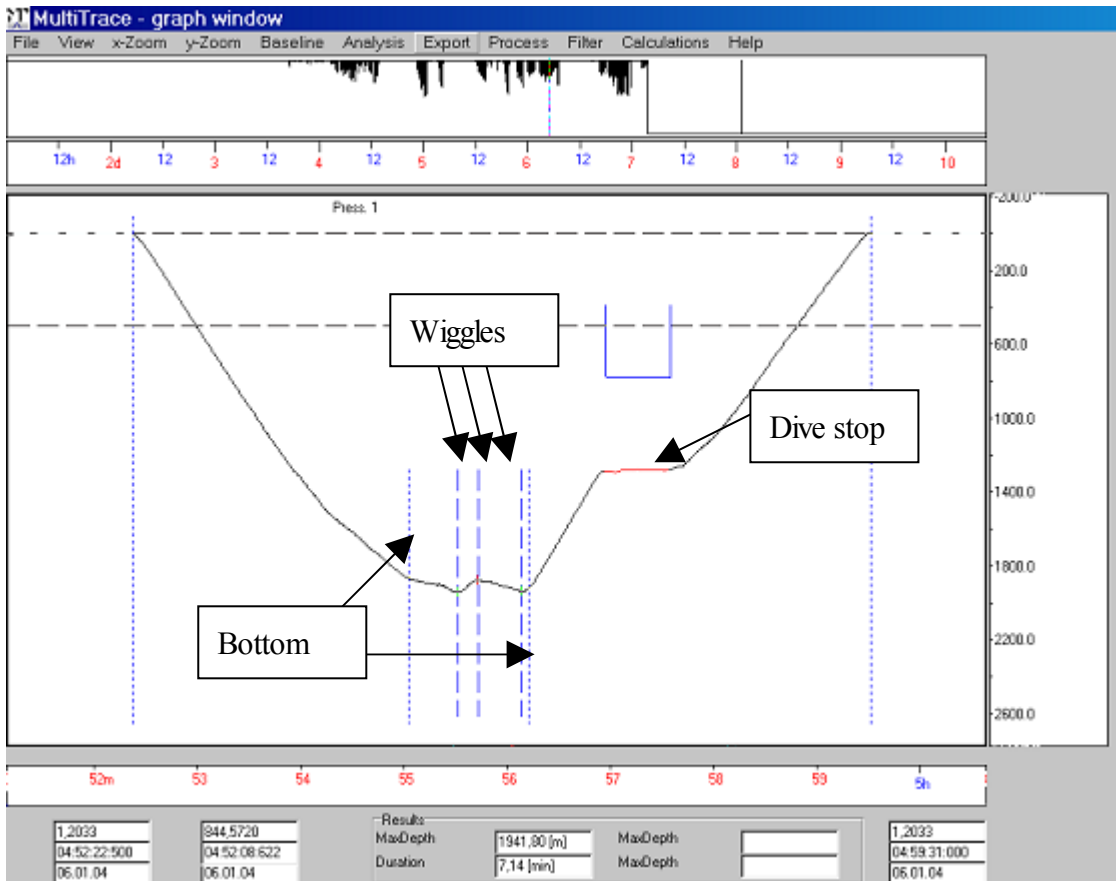 MultiTrace - graph window
File View x-Zoom y-Zoom Baseline Analysis Export Process Filter Calculations Help
12h 2d 12 3 12 4 12 5 12 6 12 7 12 8 12 9 12 10
Press. 1
-200.0
200.0
600.0
1000.0
1400.0
1800.0
2200.0
2600.0
Wiggles
Dive stop
Bottom
52m 53 54 55 56 57 58 59 5h
Results
1,2033 844,5720 MaxDepth 1941,80 [m] MaxDepth 1,2033
04:52:22:500 04:52:08:622 Duration 7,14 [min] MaxDepth 04:59:31:000
06.01.04 06.01.04 06.01.04